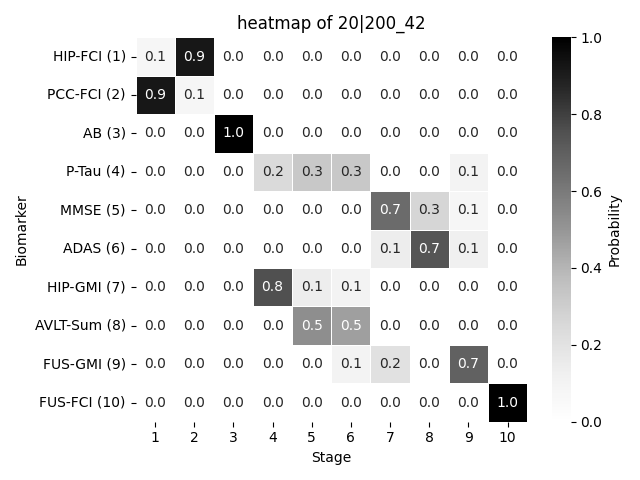 heatmap of 20|200_42
HIP-FCI (1) 0.1 0.9 0.0 0.0 0.0 0.0 0.0 0.0 0.0 0.0
PCC-FCI (2) 0.9 0.1 0.0 0.0 0.0 0.0 0.0 0.0 0.0 0.0
AB (3) 0.0 0.0 1.0 0.0 0.0 0.0 0.0 0.0 0.0 0.0
P-Tau (4) 0.0 0.0 0.0 0.2 0.3 0.3 0.0 0.0 0.1 0.0
MMSE (5) 0.0 0.0 0.0 0.0 0.0 0.0 0.7 0.3 0.1 0.0
ADAS (6) 0.0 0.0 0.0 0.0 0.0 0.0 0.1 0.7 0.1 0.0
HIP-GMI (7) 0.0 0.0 0.0 0.8 0.1 0.1 0.0 0.0 0.0 0.0
AVLT-Sum (8) 0.0 0.0 0.0 0.0 0.5 0.5 0.0 0.0 0.0 0.0
FUS-GMI (9) 0.0 0.0 0.0 0.0 0.0 0.1 0.2 0.0 0.7 0.0
FUS-FCI (10) 0.0 0.0 0.0 0.0 0.0 0.0 0.0 0.0 0.0 1.0
1 2 3 4 5 6 7 8 9 10
Stage
Biomarker
1.0
0.8
0.6
0.4
0.2
0.0
Probability